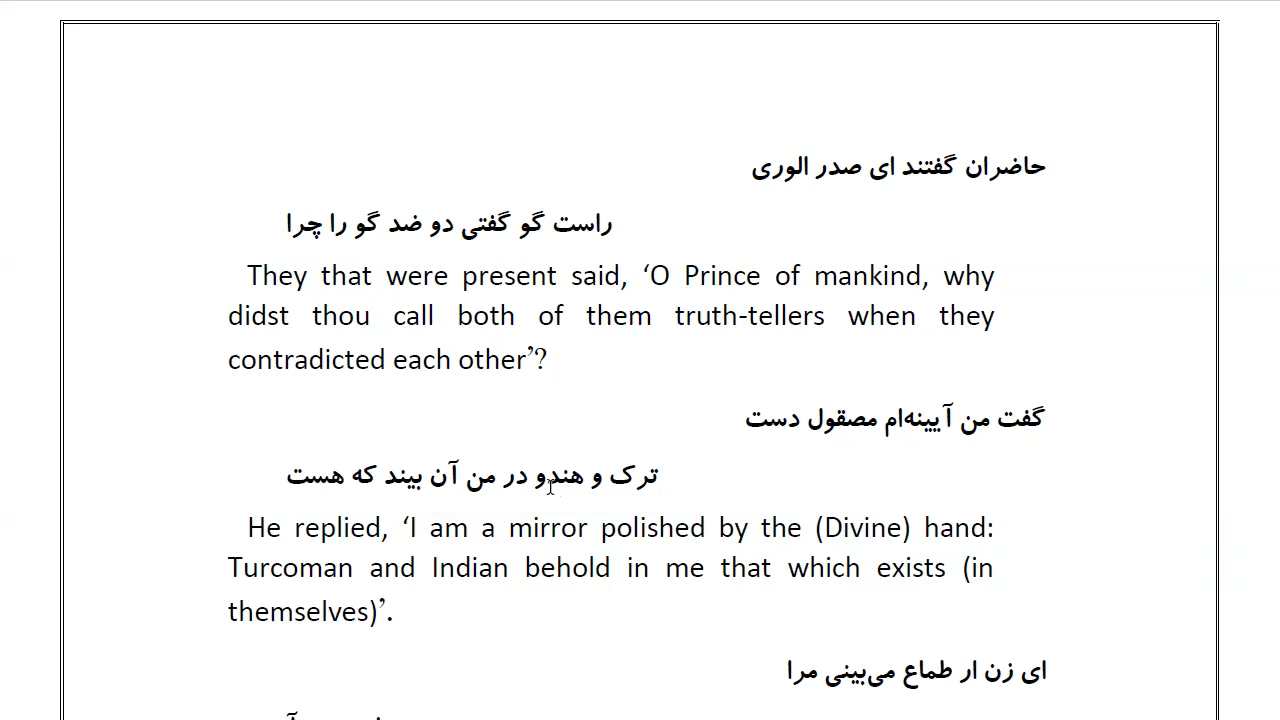 حاضران گفتند ای صدر الوری
راست گو گفتی دو ضد گو را چرا
They that were present said, ‘O Prince of mankind, why
didst thou call both of them truth-tellers when they
contradicted each other’?
گفت من آیینه‌ام مصقول دست
ترک و هندو در من آن بیند که هست
He replied, ‘I am a mirror polished by the (Divine) hand:
Turcoman and Indian behold in me that which exists (in
themselves)’.
ای زن ار طماع می‌بینی مرا